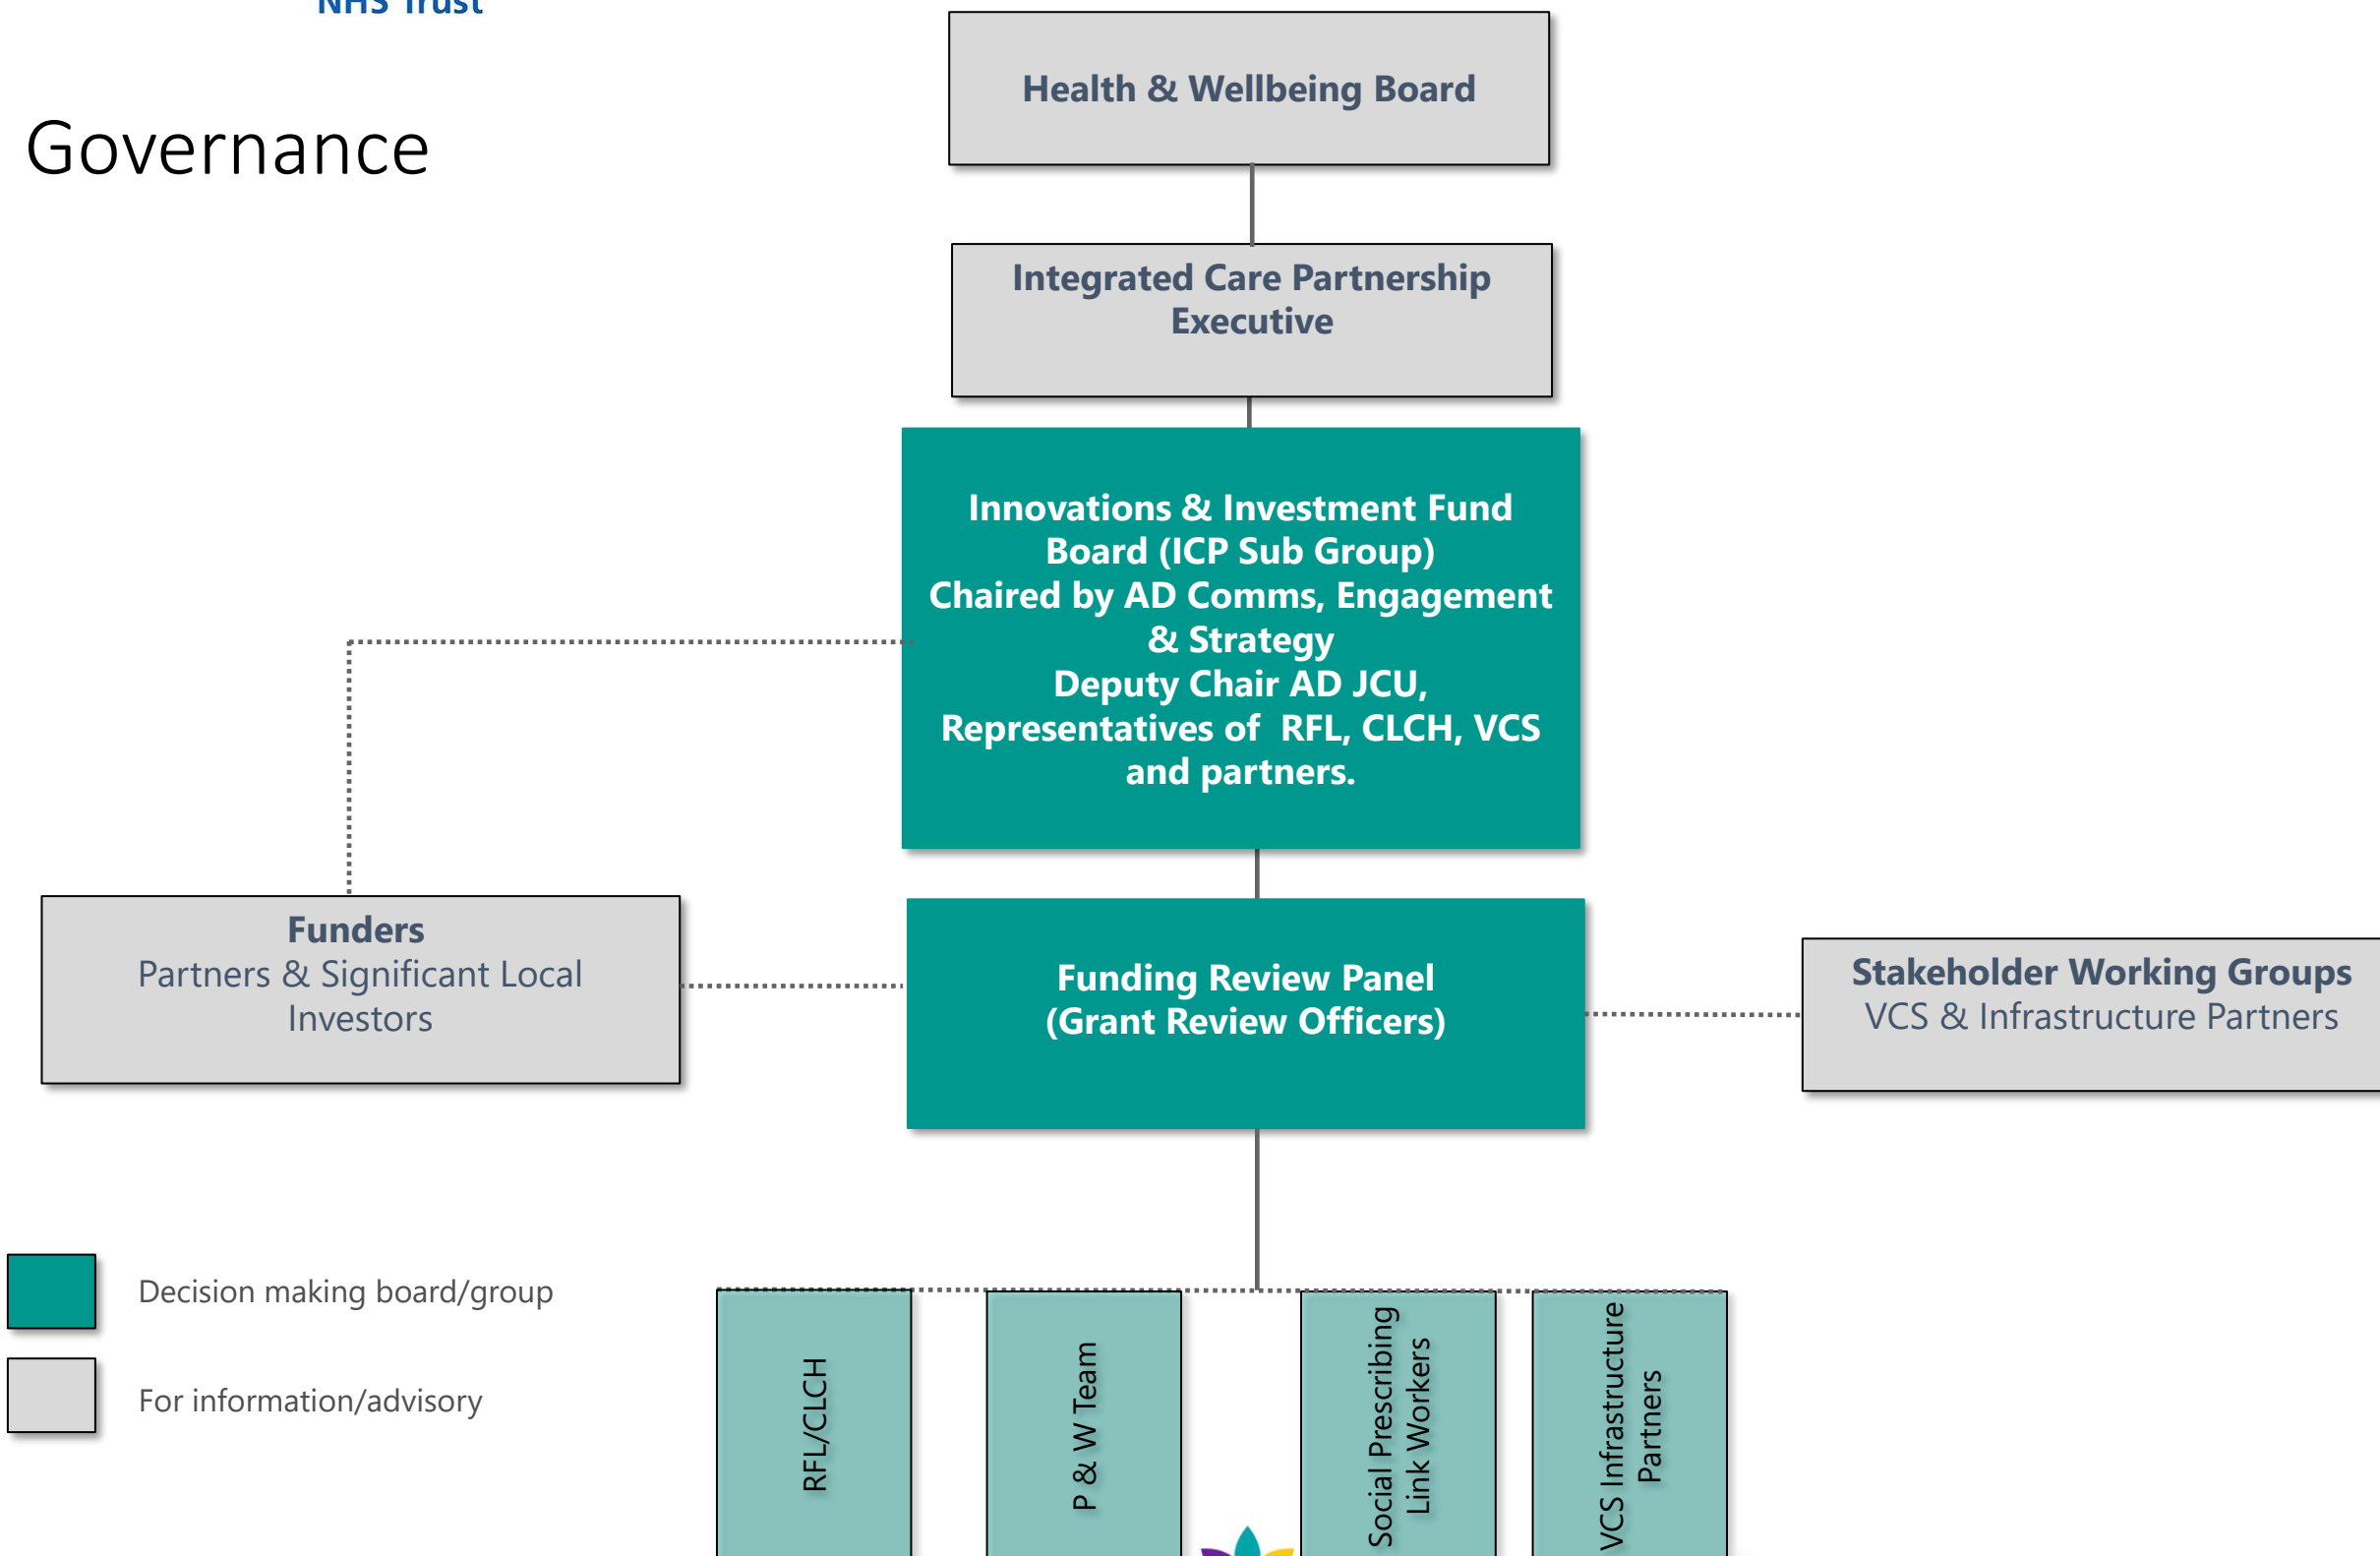 NHS Trust
Governance
Health & Wellbeing Board
Integrated Care Partnership
Executive
Innovations & Investment Fund
Board (ICP Sub Group)
Chaired by AD Comms, Engagement
& Strategy
Deputy Chair AD JCU,
Representatives of RFL, CLCH, VCS
and partners.
Funders
Partners & Significant Local
Investors
Funding Review Panel
(Grant Review Officers)
Stakeholder Working Groups
VCS & Infrastructure Partners
Decision making board/group
For information/advisory
RFL/CLCH
P & W Team
Social Prescribing
Link Workers
VCS Infrastructure
Partners